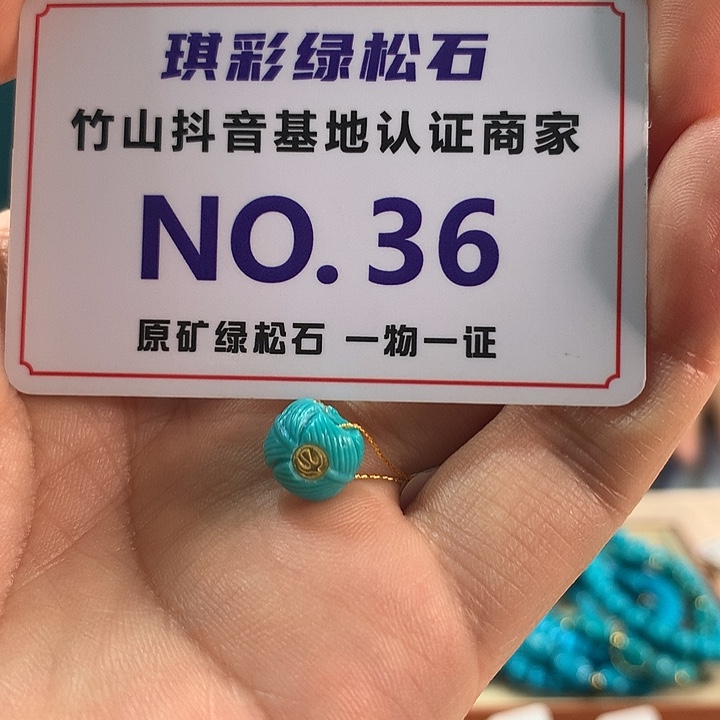 琪彩绿松石
竹山抖音基地认证商家
NO. 36
原矿绿松石 一物一证